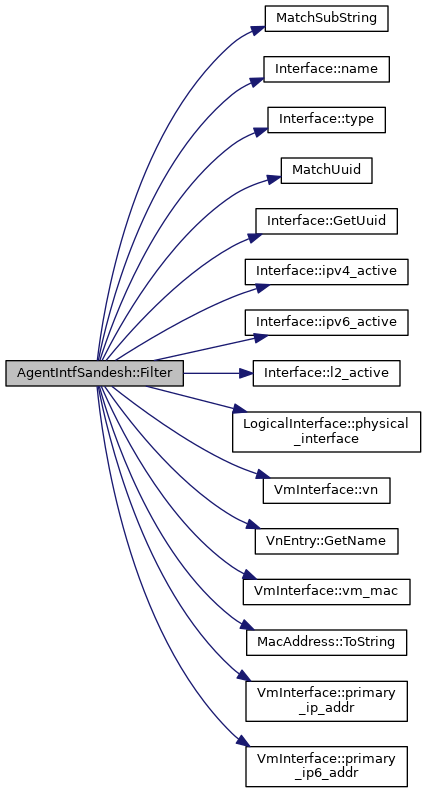 MatchSubString
Interface::name
Interface::type
MatchUuid
Interface::GetUuid
Interface::ipv4_active
Interface::ipv6_active
AgentIntfSandesh::Filter
Interface::l2_active
LogicalInterface::physical
_interface
VmInterface::vn
VnEntry::GetName
VmInterface::vm_mac
MacAddress::ToString
VmInterface::primary
_ip_addr
VmInterface::primary
_ip6_addr